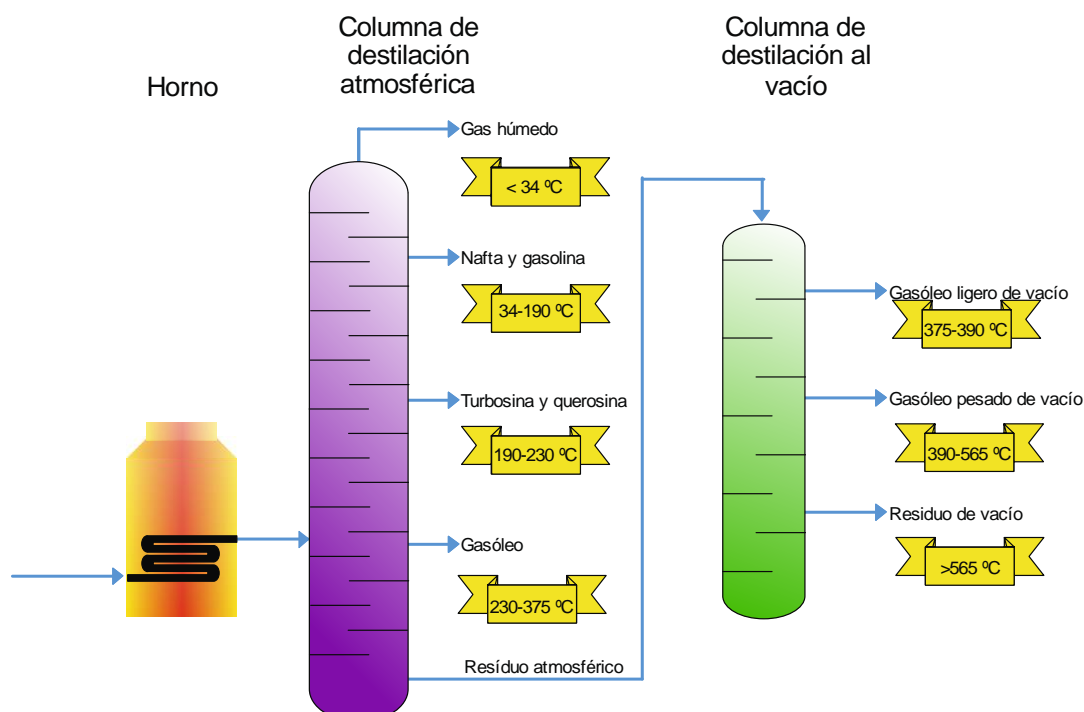 Horno
Columna de
destilación
atmosférica
Columna de
destilación al
vacío
Gas húmedo
< 34 ºC
Nafta y gasolina
34-190 ºC
Turbosina y querosina
190-230 ºC
Gasóleo
230-375 ºC
Resíduo atmosférico
Gasóleo ligero de vacío
375-390 ºC
Gasóleo pesado de vacío
390-565 ºC
Residuo de vacío
>565 ºC